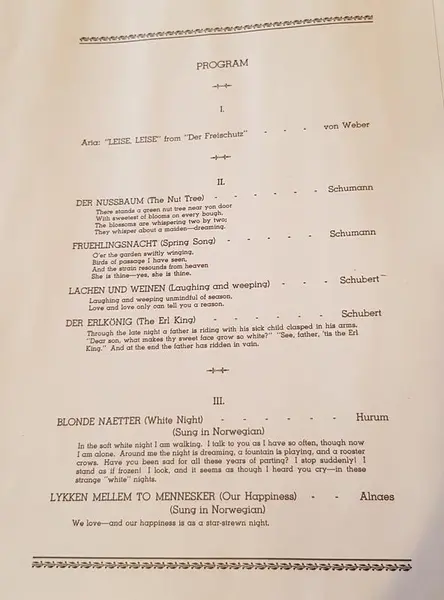 PROGRAM
I.
Aria: "LEISE, LEISE" from "Der Freischutz" - - - von Weber
II.
DER NUSSBAUM (The Nut Tree) - - - - - - Schumann
There stands a green nut tree near yon door
With sweetest of blooms on every bough.
The blossoms are whispering two by two;
They whisper about a maiden—dreaming.
FRUEHLINGSNACHT (Spring Song) - - - - - Schumann
O'er the garden swiftly winging,
Birds of passage I have seen,
And the strain resounds from heaven
She is thine—yes, she is thine.
LACHEN UND WEINEN (Laughing and weeping) - - - - Schubert
Laughing and weeping unmindful of season,
Love and love only can tell you a reason.
DER ERLKÖNIG (The Erl King) - - - - - - Schubert
Through the late night a father is riding with his sick child clasped in his arms.
"Dear son, what makes thy sweet face grow so white?" "See, father, 'tis the Erl
King." And at the end the father has ridden in vain.
III.
BLONDE NAETTER (White Night) - - - - - - Hurum
(Sung in Norwegian)
In the soft white night I am walking. I talk to you as I have so often, though now
I am alone. Around me the night is dreaming, a fountain is playing, and a rooster
crows. Have you been sad for all these years of parting? I stop suddenly! I
stand as if frozen! I look, and it seems as though I heard you cry—in these
strange "white" nights.
LYKKEN MELLEM TO MENNESKER (Our Happiness) - - Alnaes
(Sung in Norwegian)
We love—and our happiness is as a star-strewn night.